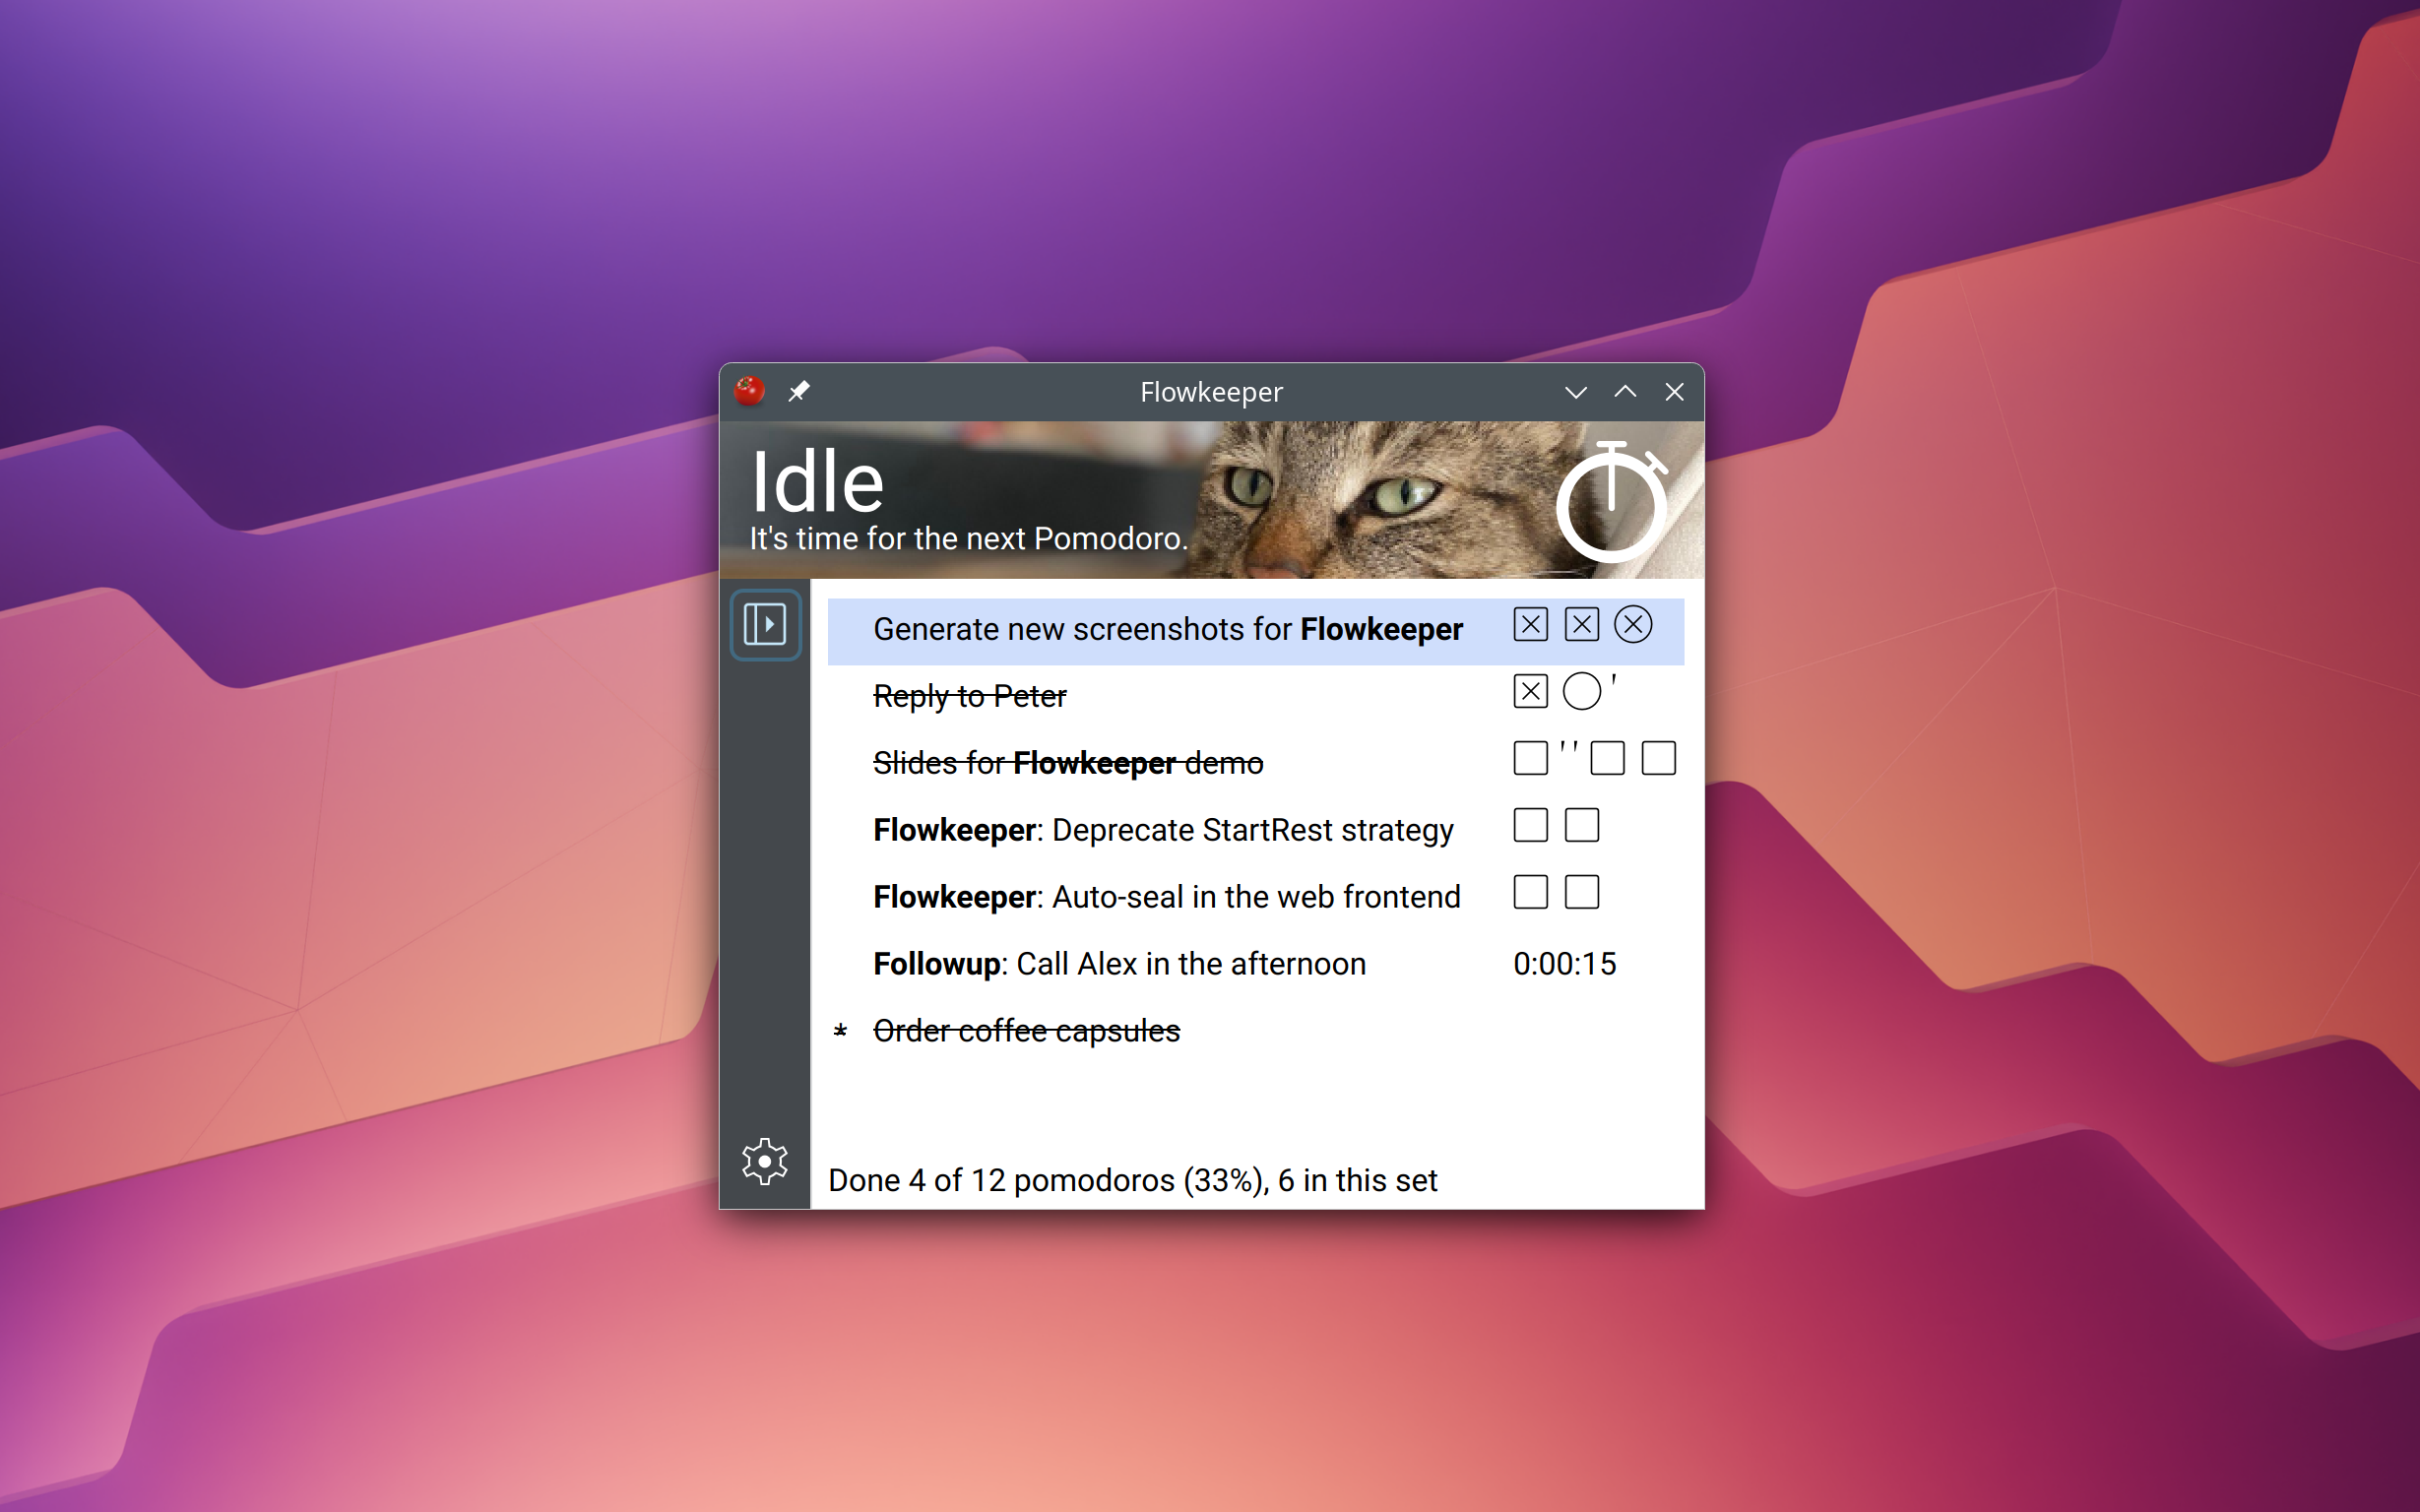 Flowkeeper
Idle
It's time for the next Pomodoro.
Generate new screenshots for Flowkeeper
Reply to Peter
Slides for Flowkeeper demo
Flowkeeper: Deprecate StartRest strategy
Flowkeeper: Auto-seal in the web frontend
Followup: Call Alex in the afternoon 0:00:15
* Order coffee capsules
Done 4 of 12 pomodoros (33%), 6 in this set